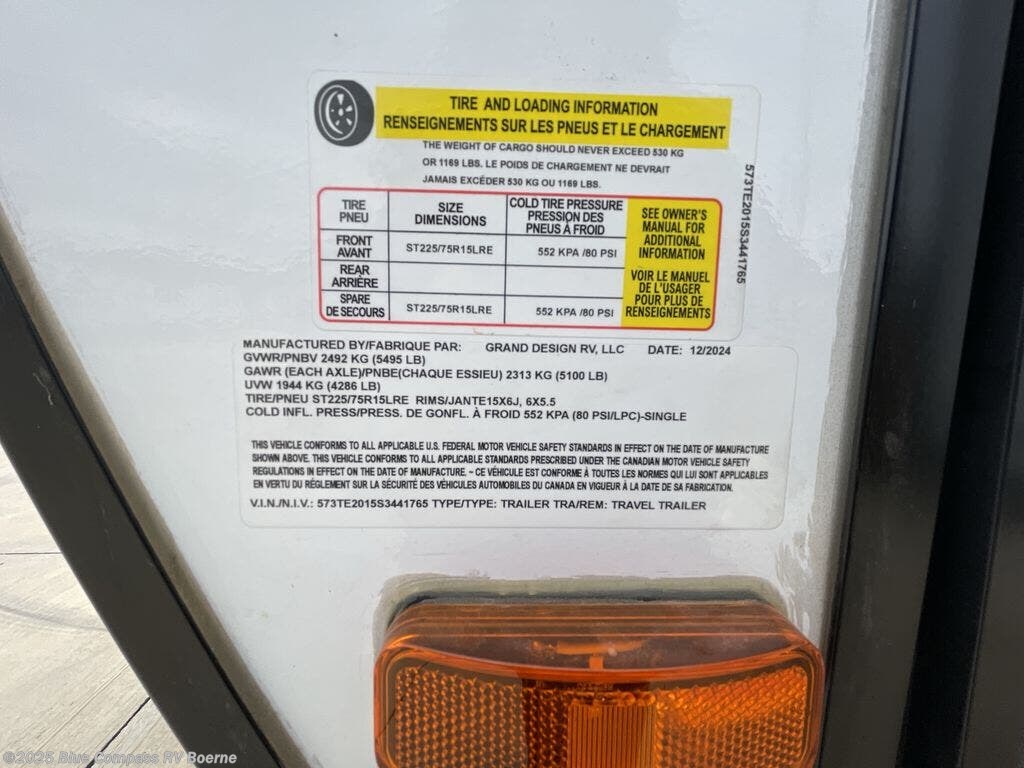 TIRE AND LOADING INFORMATION
RENSEIGNEMENTS SUR LES PNEUS ET LE CHARGEMENT
THE WEIGHT OF CARGO SHOULD NEVER EXCEED 530 KG
OR 1169 LBS. LE POIDS DE CHARGEMENT NE DEVRAIT
JAMAIS EXCÉDER 530 KG OU 1169 LBS.
TIRE
PNEU
SIZE
DIMENSIONS
COLD TIRE PRESSURE
PRESSION DES
PNEUS À FROID
FRONT
AVANT
ST225/75R15LRE
552 KPA /80 PSI
REAR
ARRIÈRE
SPARE
DE SECOURS
ST225/75R15LRE
552 KPA /80 PSI
SEE OWNER'S
MANUAL FOR
ADDITIONAL
INFORMATION
VOIR LE MANUEL
DE L'USAGER
POUR PLUS DE
RENSEIGNEMENTS
573TE2015S3441765
MANUFACTURED BY/FABRIQUE PAR: GRAND DESIGN RV, LLC DATE: 12/2024
GVWR/PNBV 2492 KG (5495 LB)
GAWR (EACH AXLE)/PNBE(CHAQUE ESSIEU) 2313 KG (5100 LB)
UVW 1944 KG (4286 LB)
TIRE/PNEU ST225/75R15LRE RIMS/JANTE15X6J, 6X5.5
COLD INFL. PRESS/PRESS. DE GONFL. À FROID 552 KPA (80 PSI/LPC)-SINGLE
THIS VEHICLE CONFORMS TO ALL APPLICABLE U.S. FEDERAL MOTOR VEHICLE SAFETY STANDARDS IN EFFECT ON THE DATE OF MANUFACTURE
SHOWN ABOVE. THIS VEHICLE CONFORMS TO ALL APPLICABLE STANDARDS PRESCRIBED UNDER THE CANADIAN MOTOR VEHICLE SAFETY
REGULATIONS IN EFFECT ON THE DATE OF MANUFACTURE. ~ CE VÉHICULE EST CONFORME À TOUTES LES NORMES QUI LUI SONT APPLICABLES
EN VERTU DU RÉGLEMENT SUR LA SÉCURITÉ DES VÉHICULES AUTOMOBILES DU CANADA EN VIGUEUR À LA DATE DE SA FABRICATION.
V.I.N./N.I.V.: 573TE2015S3441765 TYPE/TYPE: TRAILER TRA/REM: TRAVEL TRAILER
©2025 Blue Compass RV Boerne